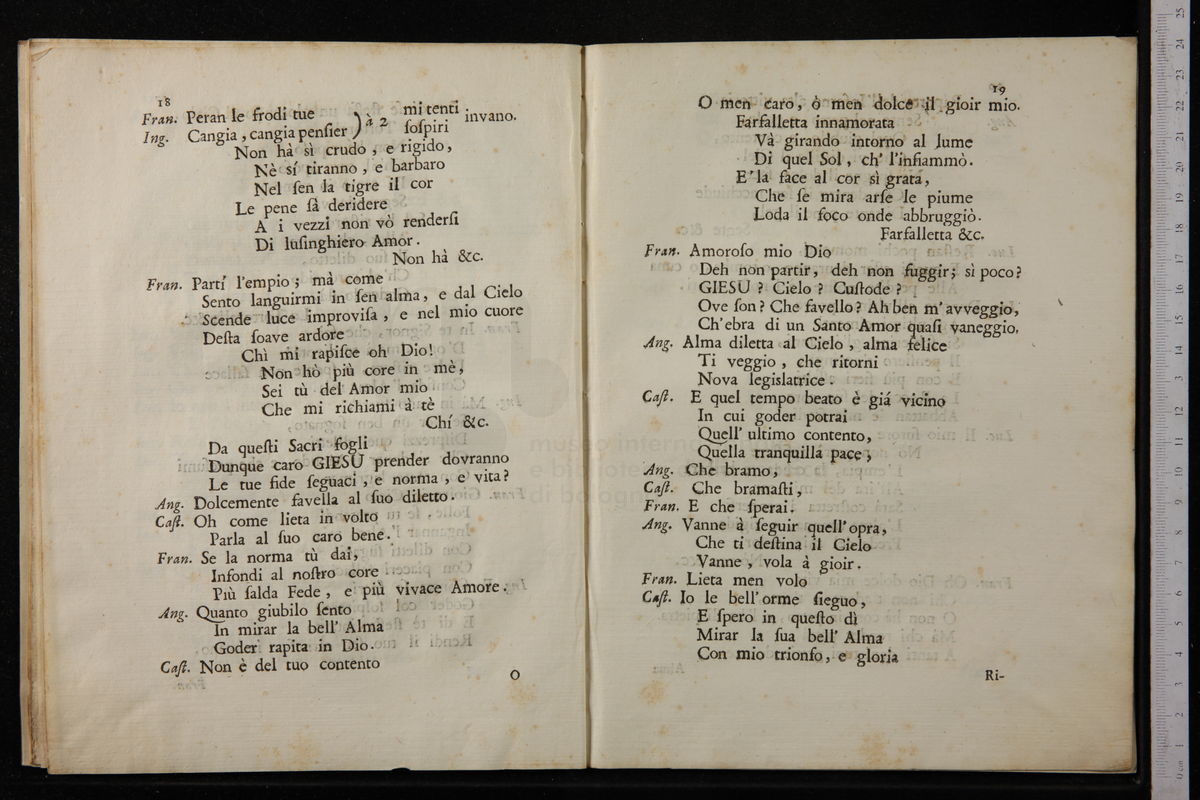 18
Fran. Peran le frodi tue ) à 2 mi tenti invano.
Ing. Cangia, cangia pensier ) sospiri
Non hà sì crudo, e rigido,
Nè sí tiranno, e barbaro
Nel sen la tigre il cor
Le pene sà deridere
A i vezzi non vò rendersi
Di lusinghiero Amor.
Non hà &c.
Fran. Partí l'empio; mà come
Sento languirmi in sen alma, e dal Cielo
Scende luce improvisa, e nel mio cuore
Desta soave ardore
Chì mi rapisce oh Dio!
Non hò più core in mè,
Sei tù del Amor mio
Che mi richiami à tè
Chí &c.
Da questi Sacri fogli
Dunque caro GIESU prender dovranno
Le tue fide seguaci, e norma, e vita?
Ang. Dolcemente favella al suo diletto.
Cast. Oh come lieta in volto
Parla al suo caro bene.
Fran. Se la norma tù dai,
Infondi al nostro core
Più salda Fede, e più vivace Amore.
Ang. Quanto giubilo sento
In mirar la bell' Alma
Goder rapita in Dio.
Cast. Non è del tuo contento
O
19
O men caro, ò men dolce il gioir mio.
Farfalletta innamorata
Và girando intorno al lume
Di quel Sol, ch' l'infiammò.
E' la face al cor sì grata,
Che se mira arse le piume
Loda il foco onde abbruggiò.
Farfalletta &c.
Fran. Amoroso mio Dio
Deh non partir, deh non fuggir; sì poco?
GIESU? Cielo? Custode?
Ove son? Che favello? Ah ben m'avveggio,
Ch'ebra di un Santo Amor quasi vaneggio.
Ang. Alma diletta al Cielo, alma felice
Ti veggio, che ritorni
Nova legislatrice.
Cast. E quel tempo beato è giá vicino
In cui goder potrai
Quell' ultimo contento,
Quella tranquilla pace,
Ang. Che bramo,
Cast. Che bramasti,
Fran. E che sperai.
Ang. Vanne à seguir quell'opra,
Che ti destina il Cielo
Vanne, vola à gioir.
Fran. Lieta men volo
Cast. Io le bell' orme sieguo,
E spero in questo dì
Mirar la sua bell' Alma
Con mio trionfo, e gloria
Ri-